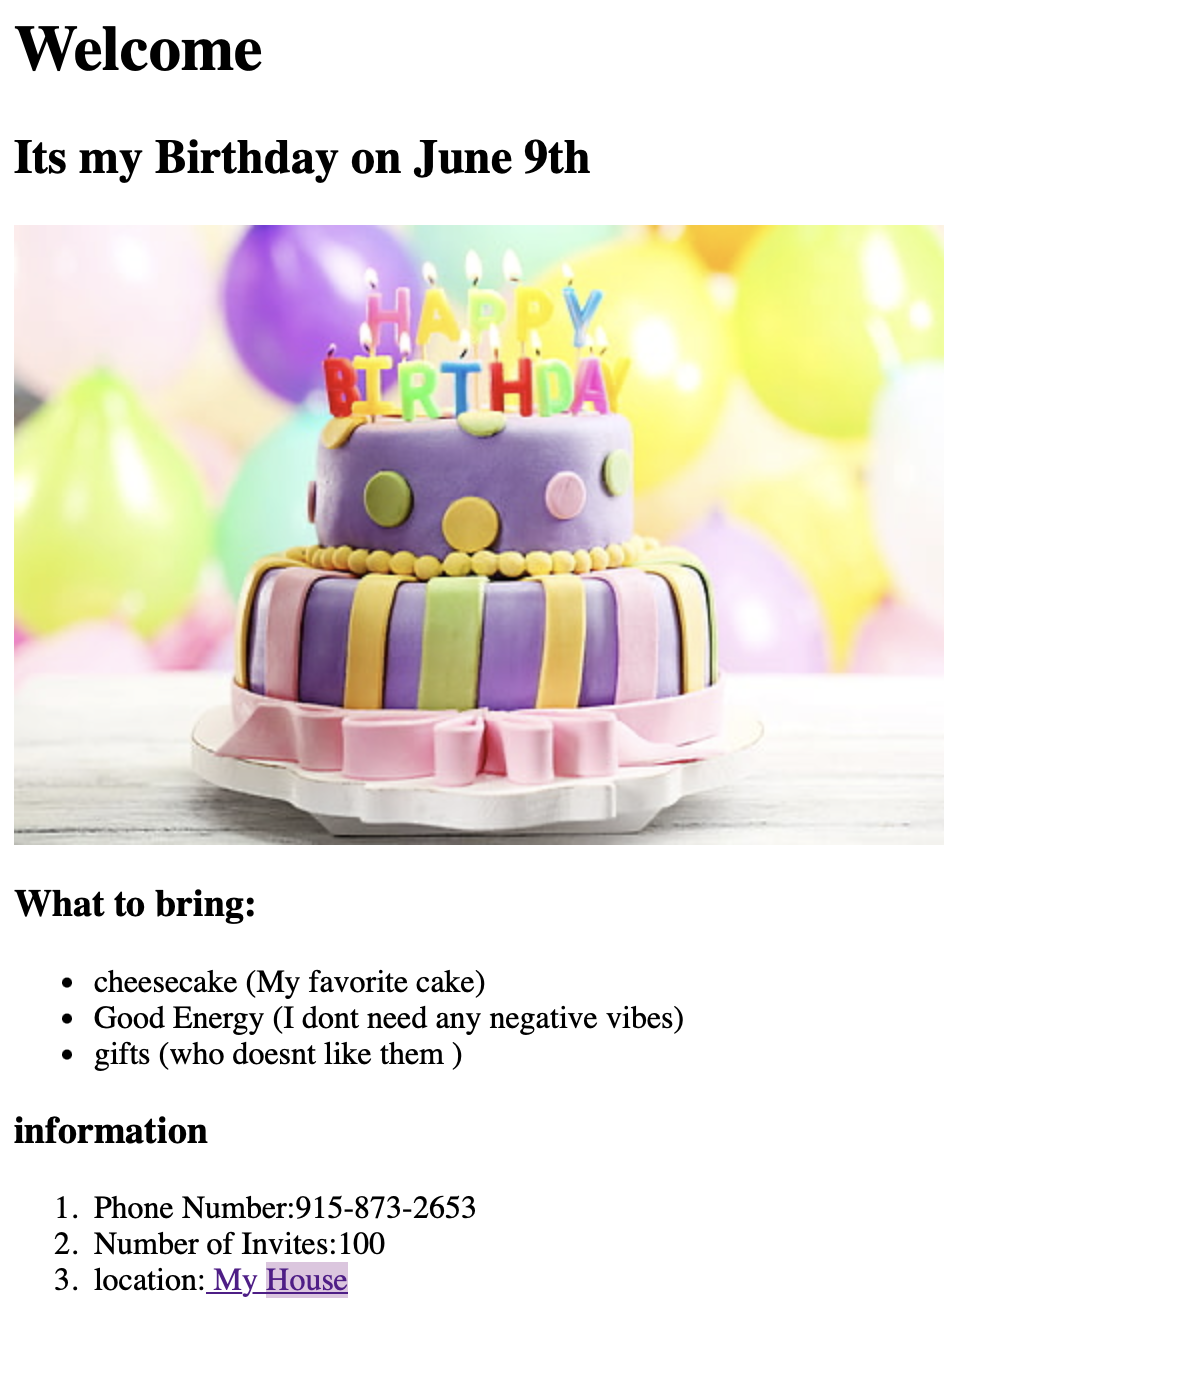 Welcome
Its my Birthday on June 9th
HAPPY
BIRTHDAY
What to bring:
• cheesecake (My favorite cake)
• Good Energy (I dont need any negative vibes)
• gifts (who doesnt like them )
information
1. Phone Number:915-873-2653
2. Number of Invites:100
3. location: My House